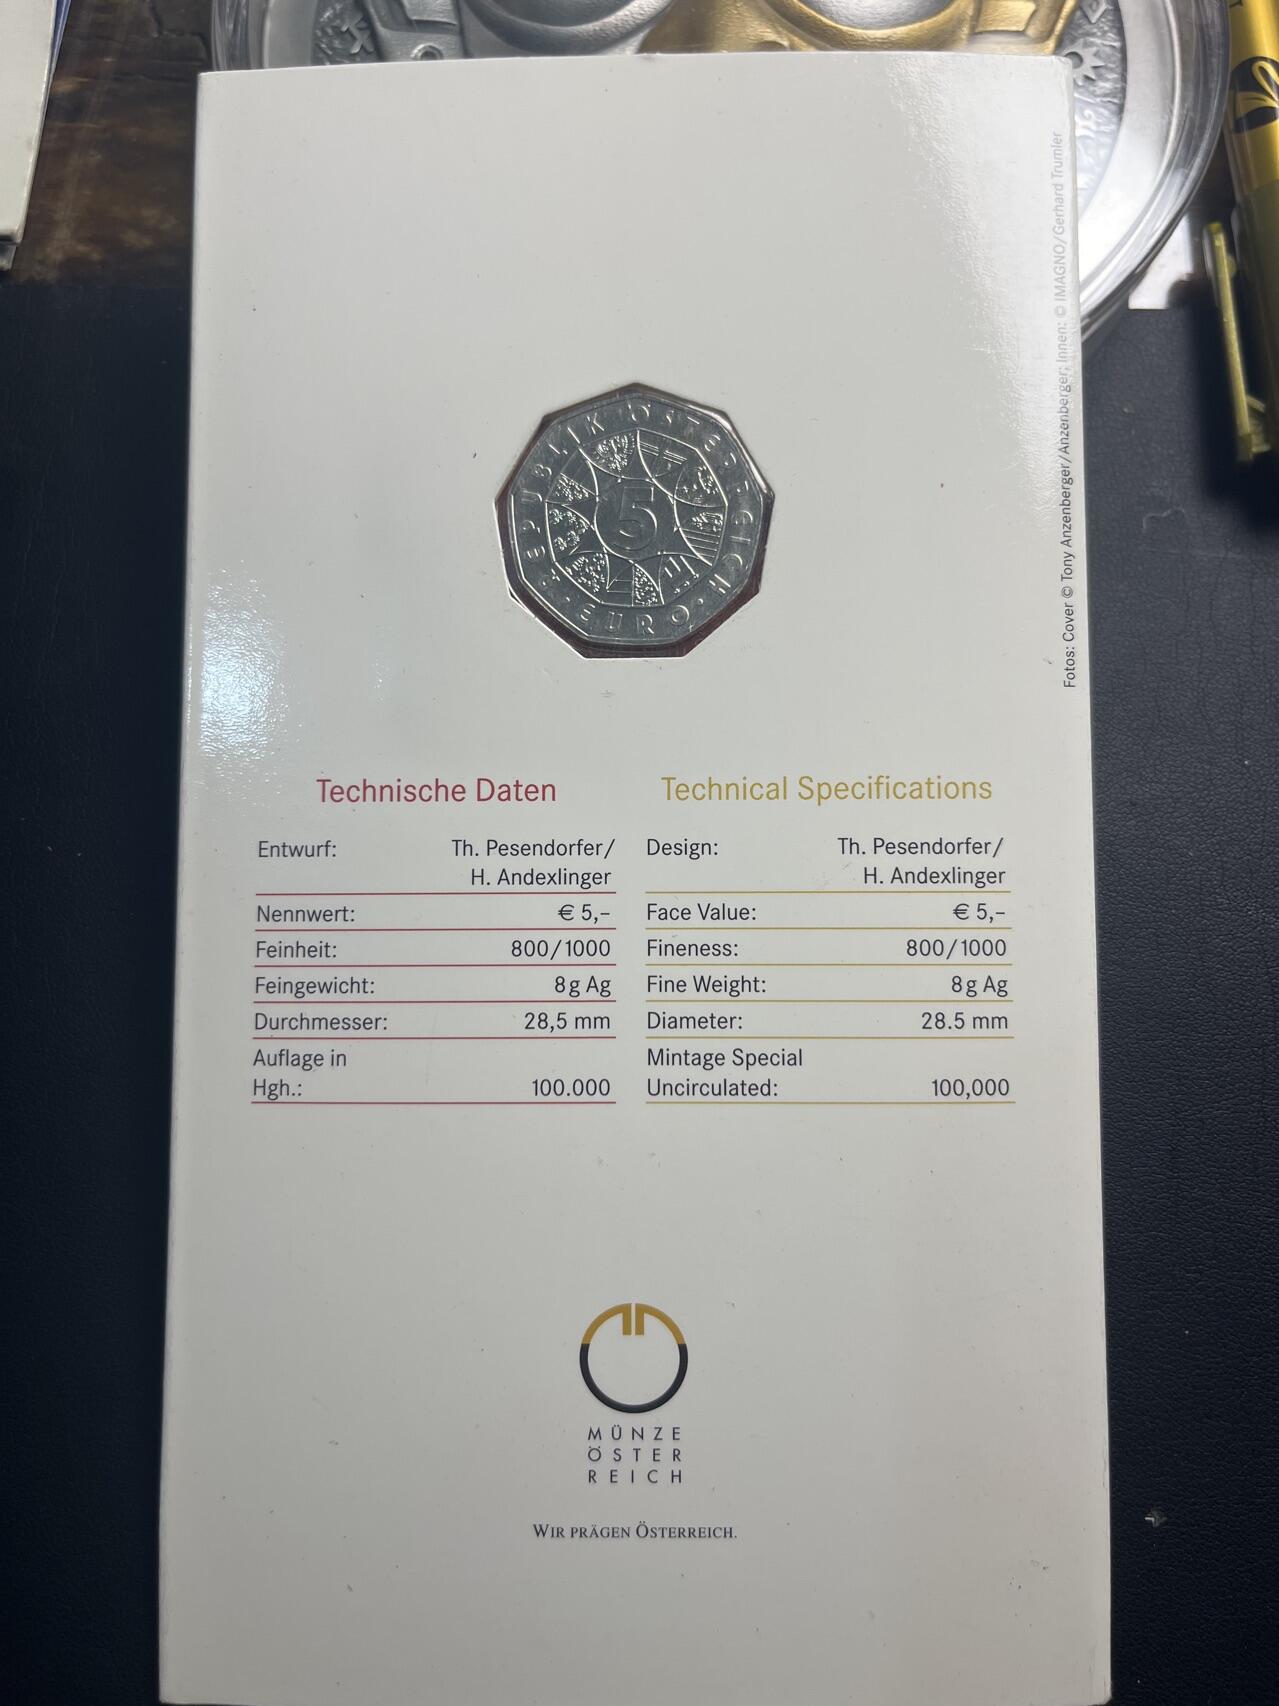 REPUBLIK ÖSTERREICH
5
· EURO ·
Fotos: Cover © Tony Anzenberger/Anzenberger; Innen: © IMAGNO/Gerhard Trumler
Technische Daten
Entwurf: Th. Pesendorfer/
H. Andexlinger
Nennwert: € 5,–
Feinheit: 800/1000
Feingewicht: 8 g Ag
Durchmesser: 28,5 mm
Auflage in
Hgh.: 100.000
Technical Specifications
Design: Th. Pesendorfer/
H. Andexlinger
Face Value: € 5,–
Fineness: 800/1000
Fine Weight: 8 g Ag
Diameter: 28.5 mm
Mintage Special
Uncirculated: 100,000
MÜNZE
ÖSTER
REICH
WIR PRÄGEN ÖSTERREICH.